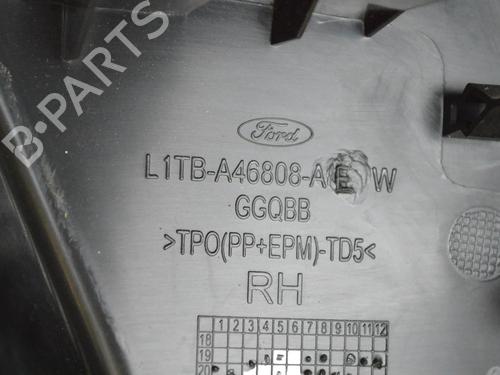 B-PARTS
Ford
L1TB-A46808-AE W
GGQBB
>TPO(PP+EPM)-TD5<
RH
1 2 3 4 5 6 7 8 9 10 11 12
18
19
20